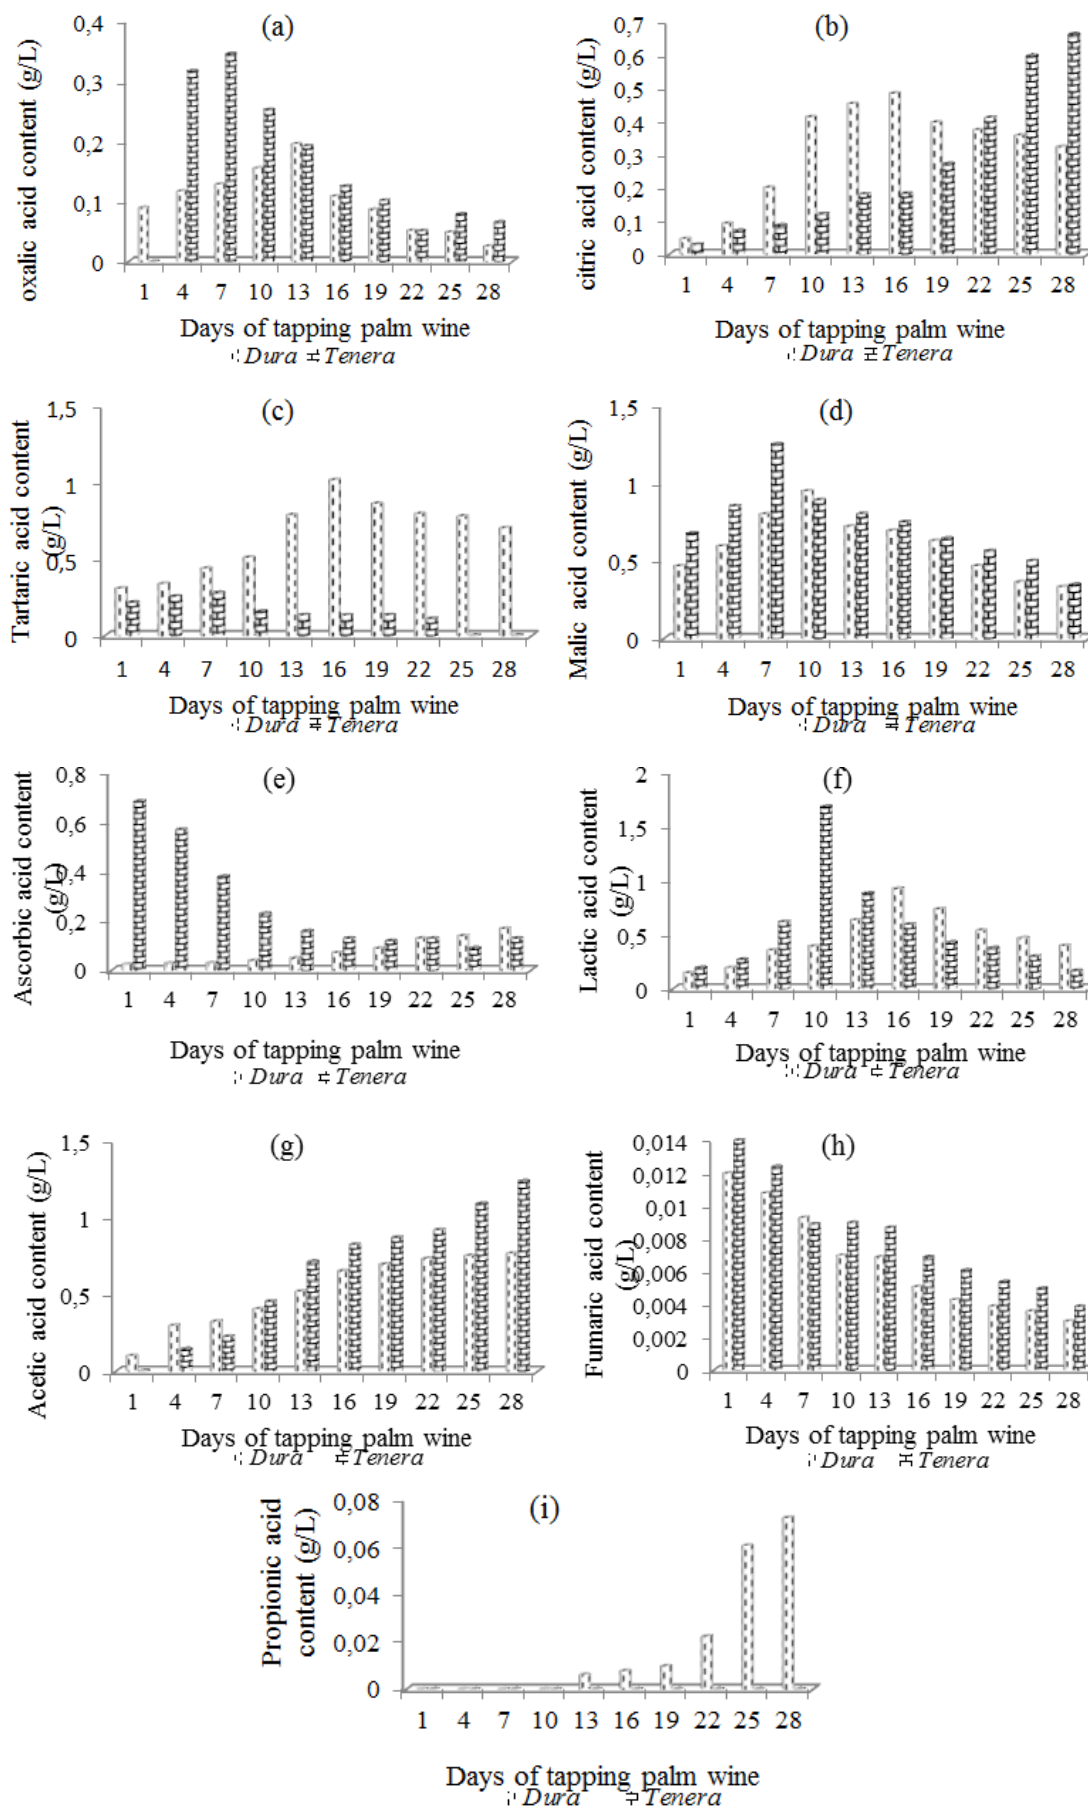 (a)
oxalic acid content (g/L)
0,4
0,3
0,2
0,1
0
1 4 7 10 13 16 19 22 25 28
Days of tapping palm wine
Dura Tenera
(b)
citric acid content (g/L)
0,7
0,6
0,5
0,4
0,3
0,2
0,1
0
1 4 7 10 13 16 19 22 25 28
Days of tapping palm wine
Dura Tenera
(c)
Tartaric acid content
(g/L)
1,5
1
0,5
0
1 4 7 10 13 16 19 22 25 28
Days of tapping palm wine
Dura Tenera
(d)
Malic acid content (g/L)
1,5
1
0,5
0
1 4 7 10 13 16 19 22 25 28
Days of tapping palm wine
Dura Tenera
(e)
Ascorbic acid content
(g/L)
0,8
0,6
0,4
0,2
0
1 4 7 10 13 16 19 22 25 28
Days of tapping palm wine
Dura Tenera
(f)
Lactic acid content
(g/L)
2
1,5
1
0,5
0
1 4 7 10 13 16 19 22 25 28
Days of tapping palm wine
Dura Tenera
(g)
Acetic acid content (g/L)
1,5
1
0,5
0
1 4 7 10 13 16 19 22 25 28
Days of tapping palm wine
Dura Tenera
(h)
Fumaric acid content
(g/L)
0,014
0,012
0,01
0,008
0,006
0,004
0,002
0
1 4 7 10 13 16 19 22 25 28
Days of tapping palm wine
Dura Tenera
(i)
Propionic acid
content (g/L)
0,08
0,06
0,04
0,02
0
1 4 7 10 13 16 19 22 25 28
Days of tapping palm wine
Dura Tenera